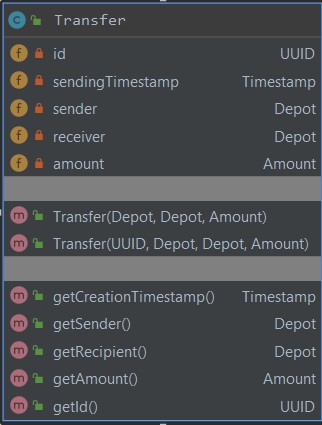 C Transfer
f id UUID
f sendingTimestamp Timestamp
f sender Depot
f receiver Depot
f amount Amount
m Transfer(Depot, Depot, Amount)
m Transfer(UUID, Depot, Depot, Amount)
m getCreationTimestamp() Timestamp
m getSender() Depot
m getRecipient() Depot
m getAmount() Amount
m getId() UUID